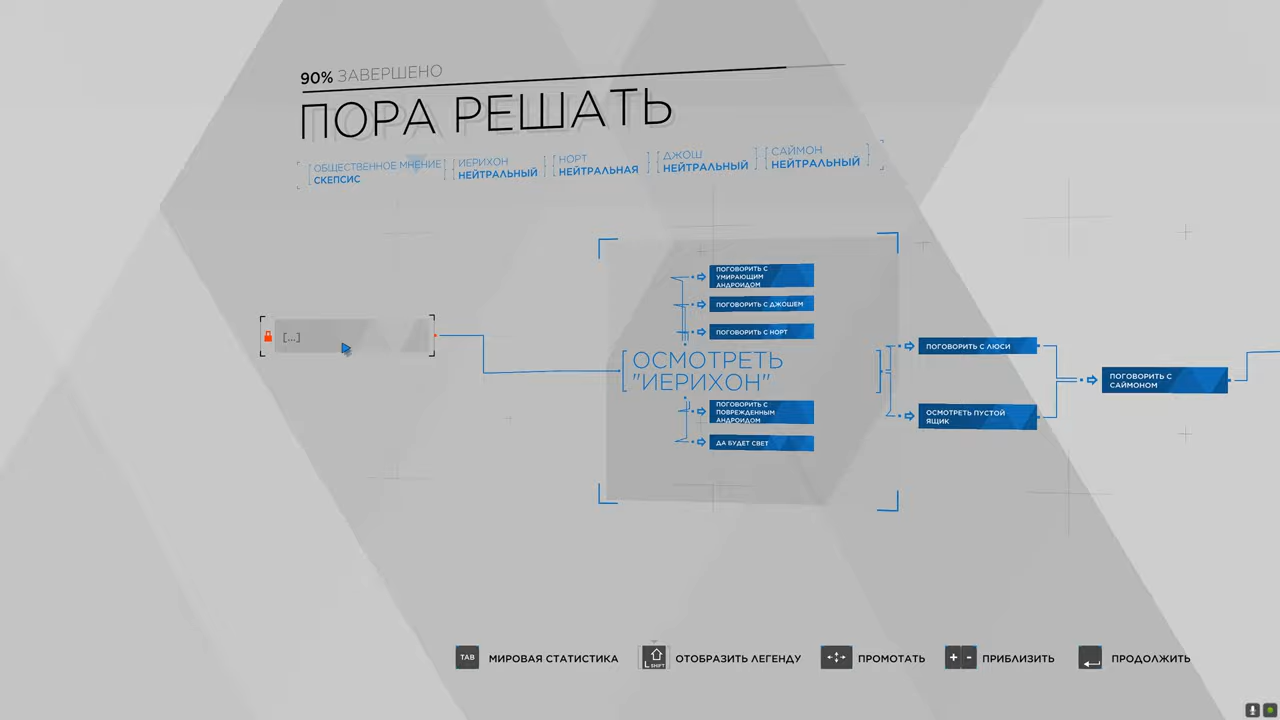 90% ЗАВЕРШЕНО
ПОРА РЕШАТЬ
ОБЩЕСТВЕННОЕ МНЕНИЕ
СКЕПСИС
ИЕРИХОН
НЕЙТРАЛЬНЫЙ
НОРТ
НЕЙТРАЛЬНАЯ
ДЖОШ
НЕЙТРАЛЬНЫЙ
САЙМОН
НЕЙТРАЛЬНЫЙ
[...]
ПОГОВОРИТЬ С
УМИРАЮЩИМ
АНДРОИДОМ
ПОГОВОРИТЬ С ДЖОШЕМ
ПОГОВОРИТЬ С НОРТ
ОСМОТРЕТЬ
"ИЕРИХОН"
ПОГОВОРИТЬ С
ПОВРЕЖДЕННЫМ
АНДРОИДОМ
ДА БУДЕТ СВЕТ
ПОГОВОРИТЬ С ЛЮСИ
ОСМОТРЕТЬ ПУСТОЙ
ЯЩИК
ПОГОВОРИТЬ С
САЙМОНОМ
TAB МИРОВАЯ СТАТИСТИКА
L SHIFT ОТОБРАЗИТЬ ЛЕГЕНДУ
ПРОМОТАТЬ
+ - ПРИБЛИЗИТЬ
ПРОДОЛЖИТЬ